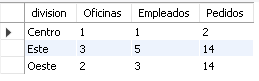 division Oficinas Empleados Pedidos
Centro 1 1 2
Este 3 5 14
Oeste 2 3 14